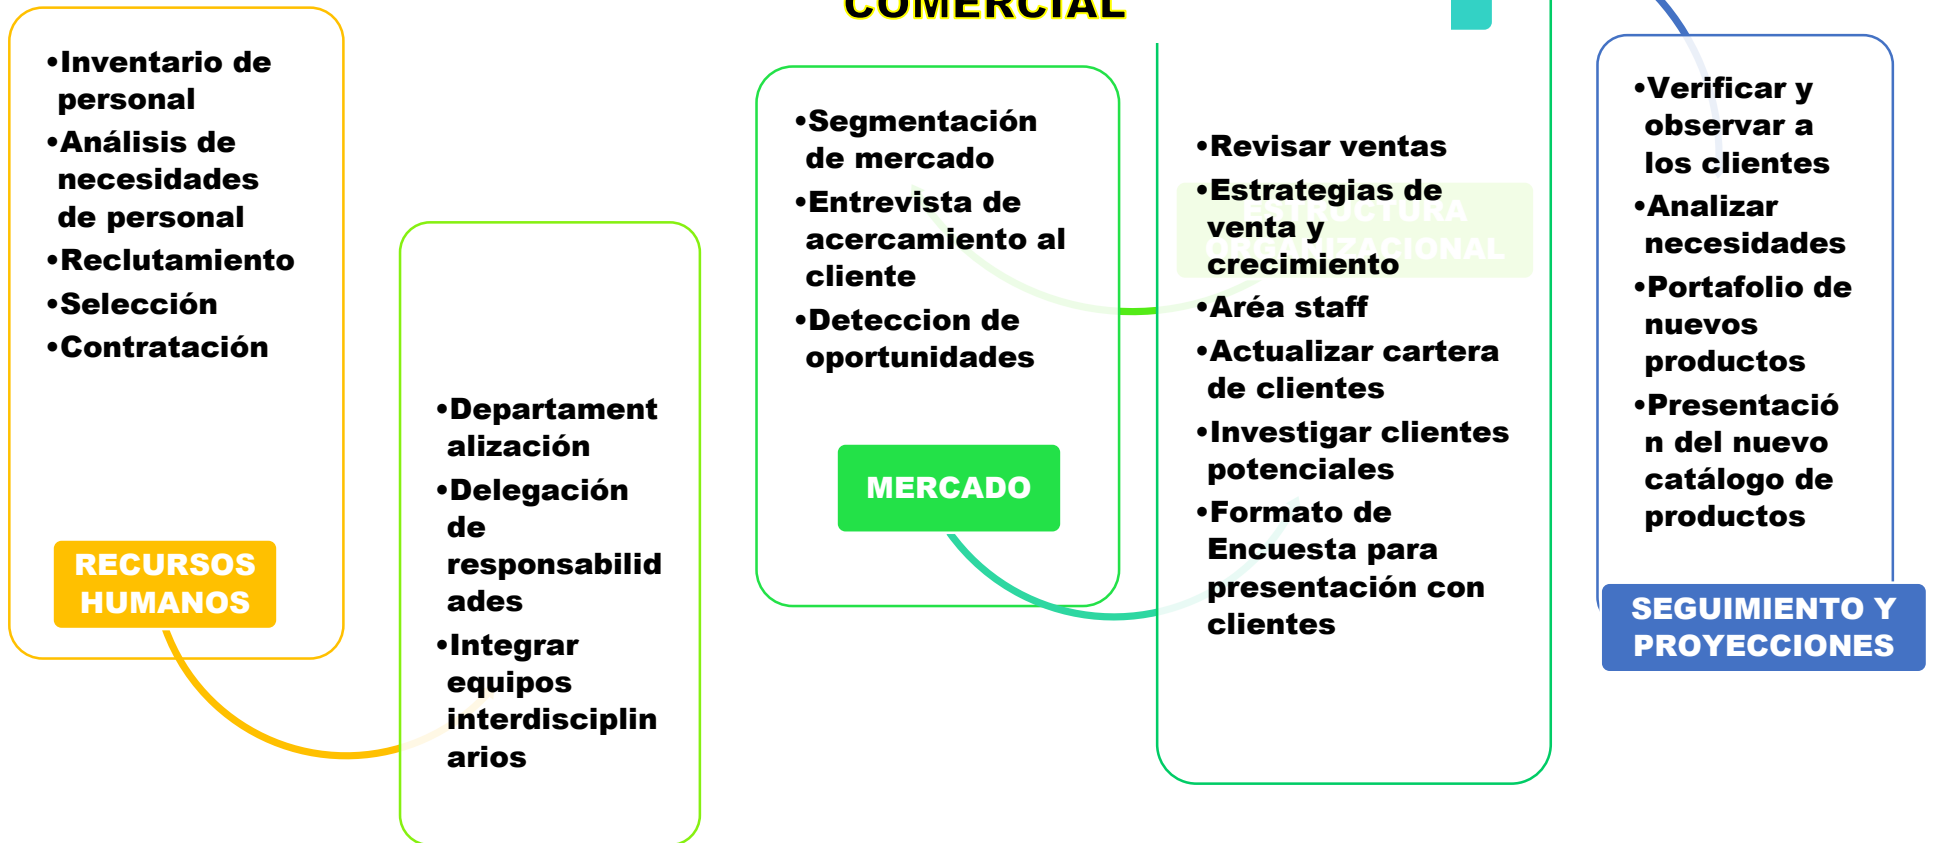 COMERCIAL
•Inventario de
personal
•Análisis de
necesidades
de personal
•Reclutamiento
•Selección
•Contratación
RECURSOS
HUMANOS
•Departament
alización
•Delegación
de
responsabilid
ades
•Integrar
equipos
interdisciplin
arios
•Segmentación
de mercado
•Entrevista de
acercamiento al
cliente
•Deteccion de
oportunidades
MERCADO
ESTRUCTURA
ORGANIZACIONAL
•Revisar ventas
•Estrategias de
venta y
crecimiento
•Aréa staff
•Actualizar cartera
de clientes
•Investigar clientes
potenciales
•Formato de
Encuesta para
presentación con
clientes
•Verificar y
observar a
los clientes
•Analizar
necesidades
•Portafolio de
nuevos
productos
•Presentació
n del nuevo
catálogo de
productos
SEGUIMIENTO Y
PROYECCIONES